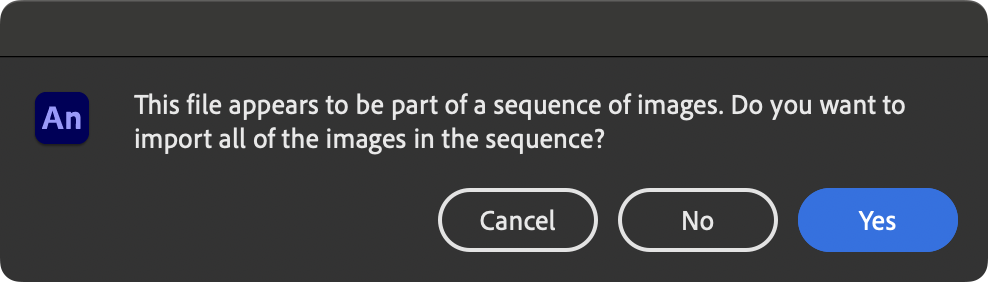 An
This file appears to be part of a sequence of images. Do you want to
import all of the images in the sequence?
Cancel
No
Yes